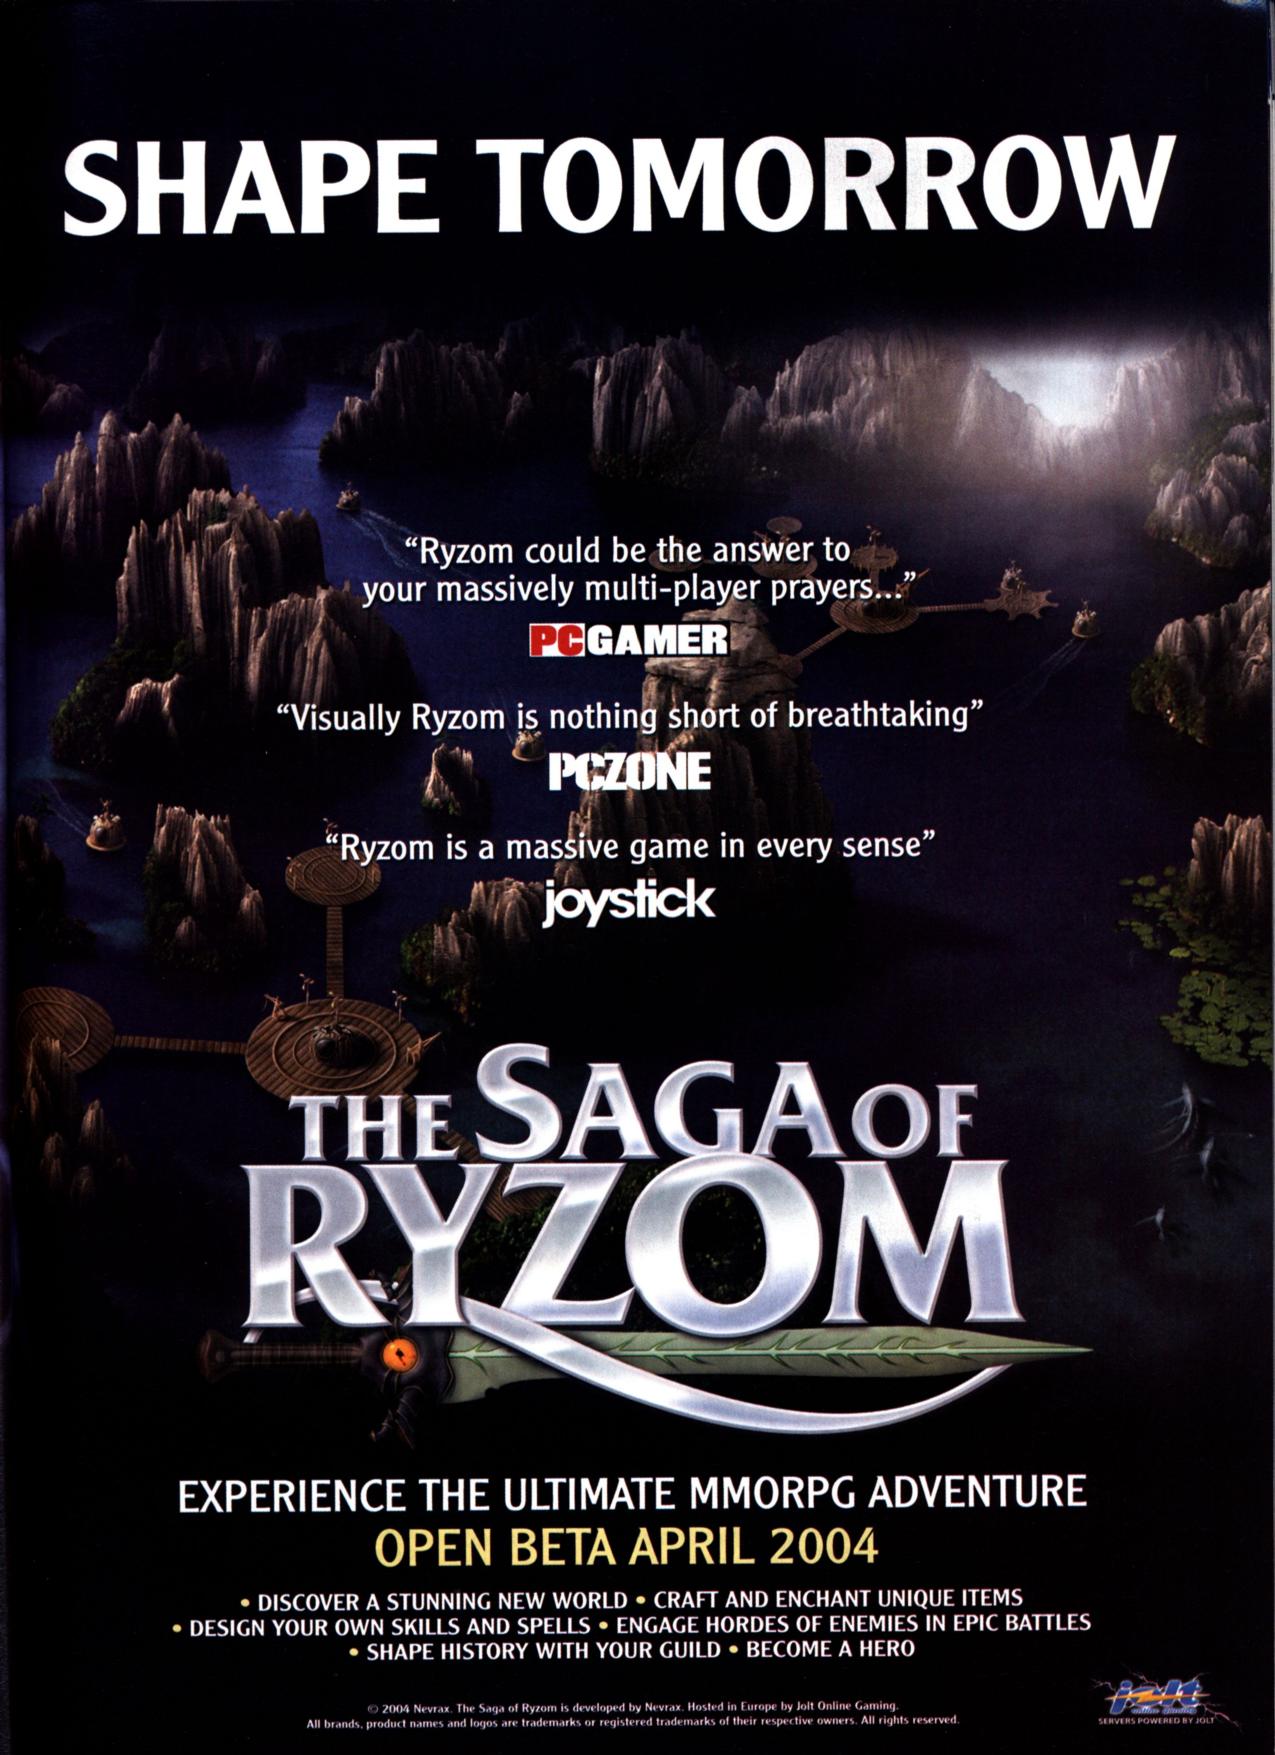 SHAPE TOMORROW
“Ryzom could be the answer to
your massively multi-player prayers...”
PCGAMER
“Visually Ryzom is nothing short of breathtaking”
PCZONE
“Ryzom is a massive game in every sense”
joystick
THE SAGA OF
RYZOM
EXPERIENCE THE ULTIMATE MMORPG ADVENTURE
OPEN BETA APRIL 2004
• DISCOVER A STUNNING NEW WORLD • CRAFT AND ENCHANT UNIQUE ITEMS
• DESIGN YOUR OWN SKILLS AND SPELLS • ENGAGE HORDES OF ENEMIES IN EPIC BATTLES
• SHAPE HISTORY WITH YOUR GUILD • BECOME A HERO
© 2004 Nevrax. The Saga of Ryzom is developed by Nevrax. Hosted in Europe by Jolt Online Gaming.
All brands, product names and logos are trademarks or registered trademarks of their respective owners. All rights reserved.
jolt
online gaming
SERVERS POWERED BY JOLT